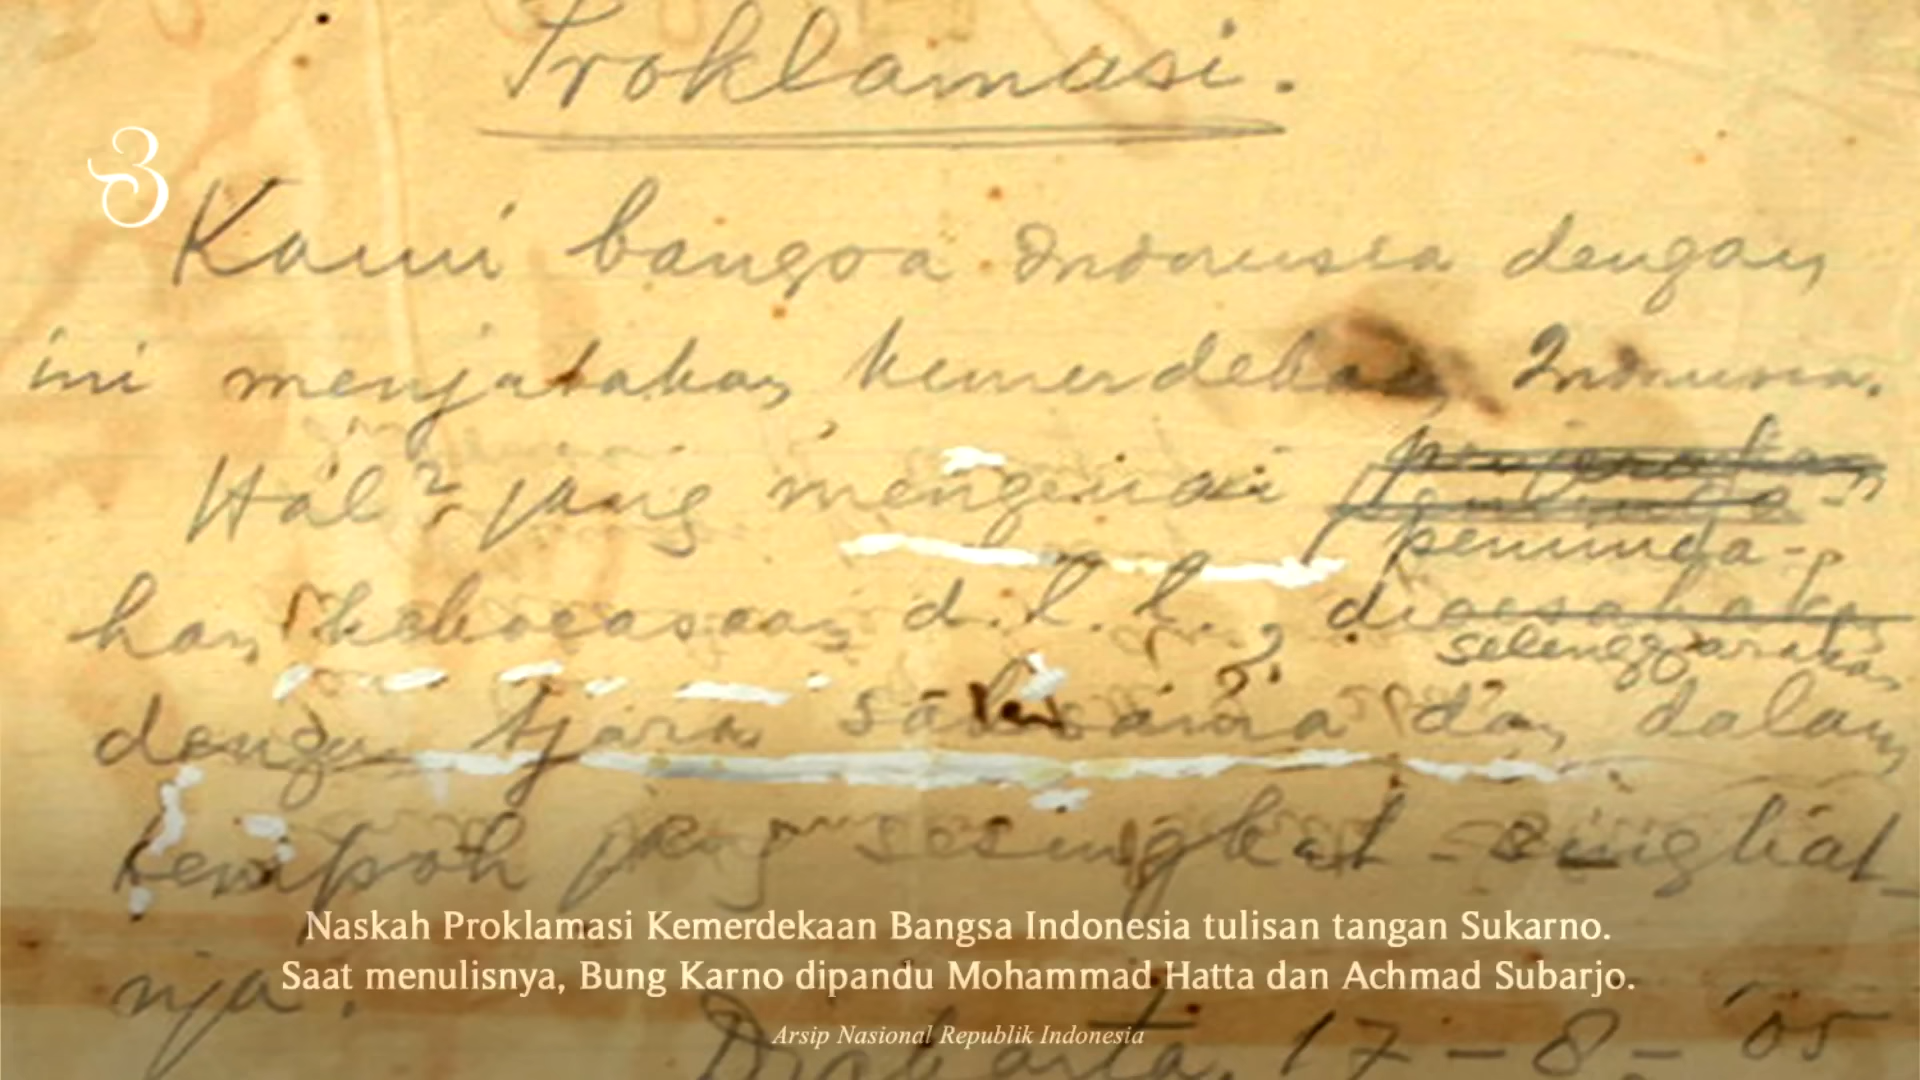 Proklamasi.
3
Kami bangsa Indonesia dengan
ini menjatakan kemerdekaan Indonesia.
Hal² jang mengenai
peminda-
han kekoeasaan d.l.l., di
selenggarakan
dengan tjara saksama dan dalam
tempoh jang sesingkat-singkat-
nja.
Naskah Proklamasi Kemerdekaan Bangsa Indonesia tulisan tangan Sukarno.
Saat menulisnya, Bung Karno dipandu Mohammad Hatta dan Achmad Subarjo.
Arsip Nasional Republik Indonesia
Djakarta, 17-8-'05